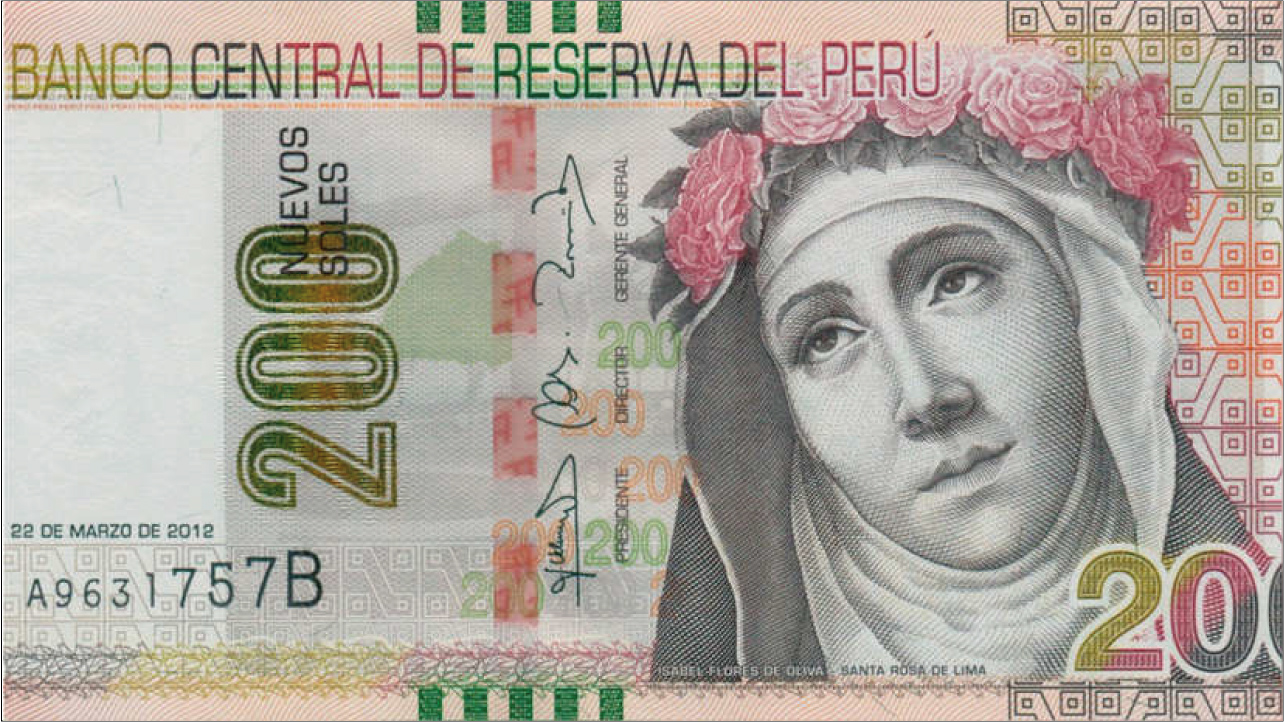 BANCO CENTRAL DE RESERVA DEL PERÚ
NUEVOS
SOLES
200
GERENTE GENERAL
DIRECTOR
PRESIDENTE
200
200
200
200
200
200
22 DE MARZO DE 2012
A9631757B
ISABEL FLORES DE OLIVA - SANTA ROSA DE LIMA
20